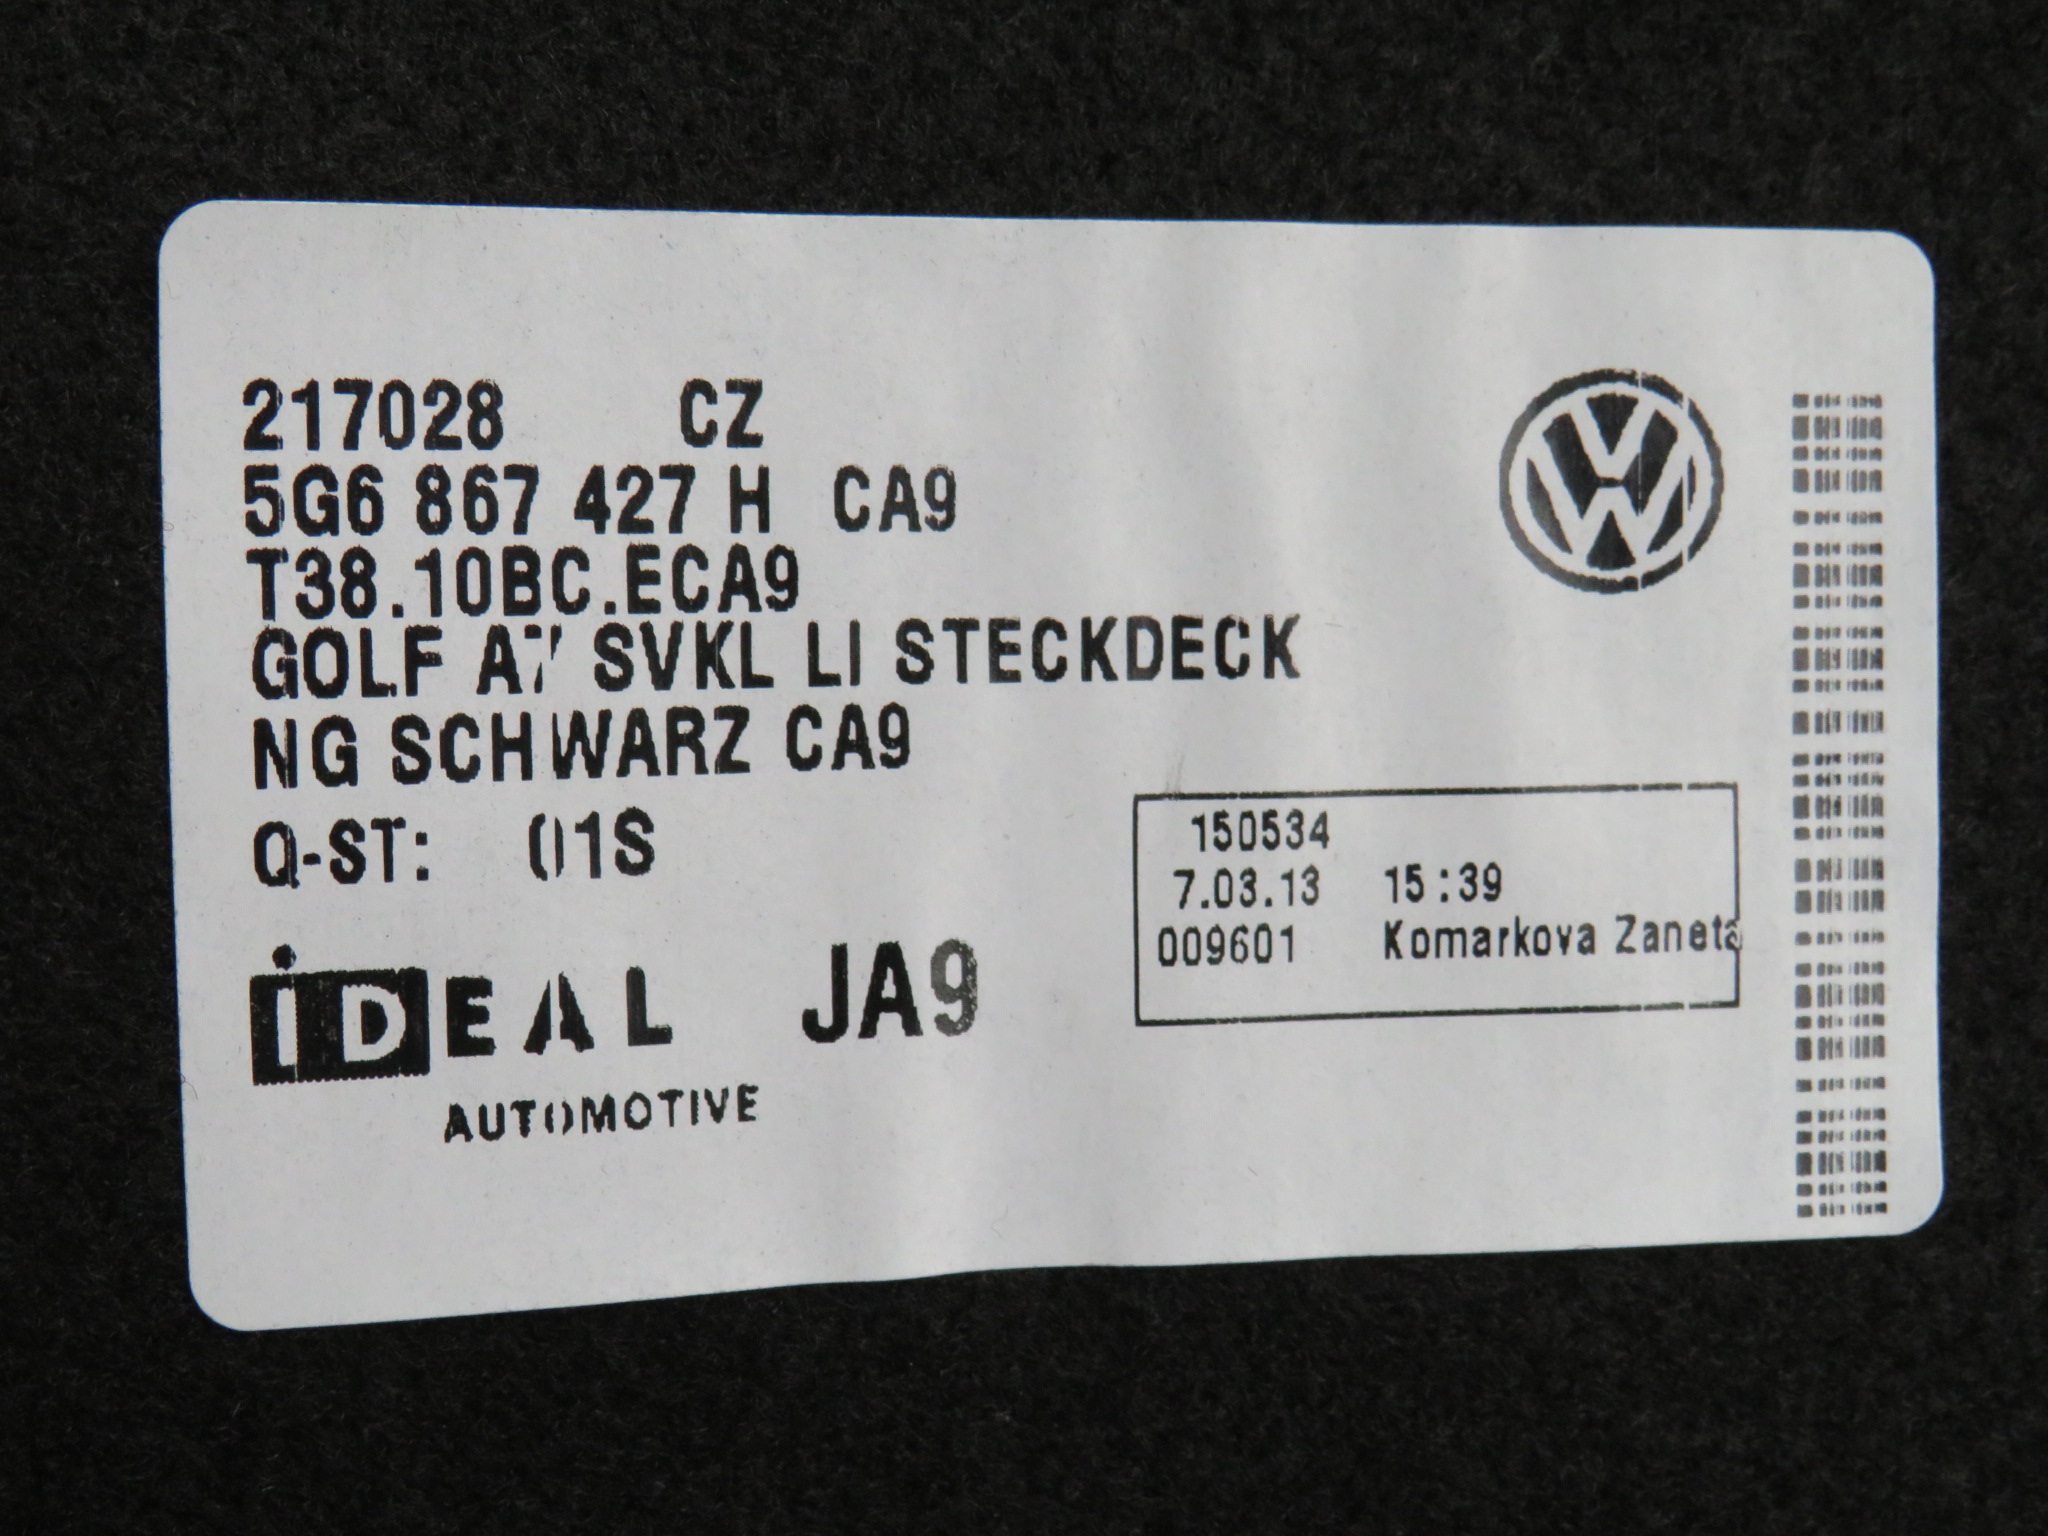 217028 CZ
5G6 867 427 H CA9
T38.10BC.ECA9
GOLF A7 SVKL LI STECKDECK
NG SCHWARZ CA9
Q-ST: 01S
iDEAL JA9
AUTOMOTIVE
150534
7.03.13 15:39
009601 Komarkova Zaneta